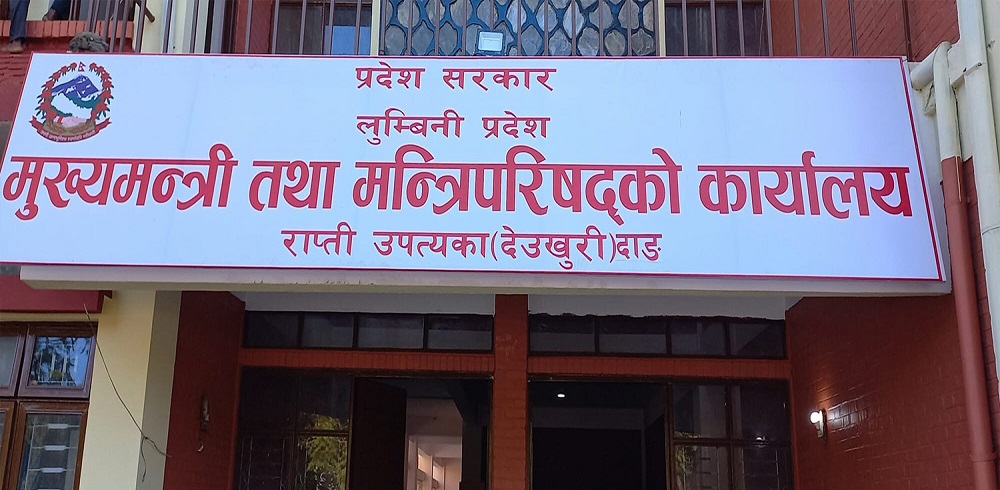 प्रदेश सरकार
लुम्बिनी प्रदेश
मुख्यमन्त्री तथा मन्त्रिपरिषद्को कार्यालय
राप्ती उपत्यका(देउखुरी)दाङ